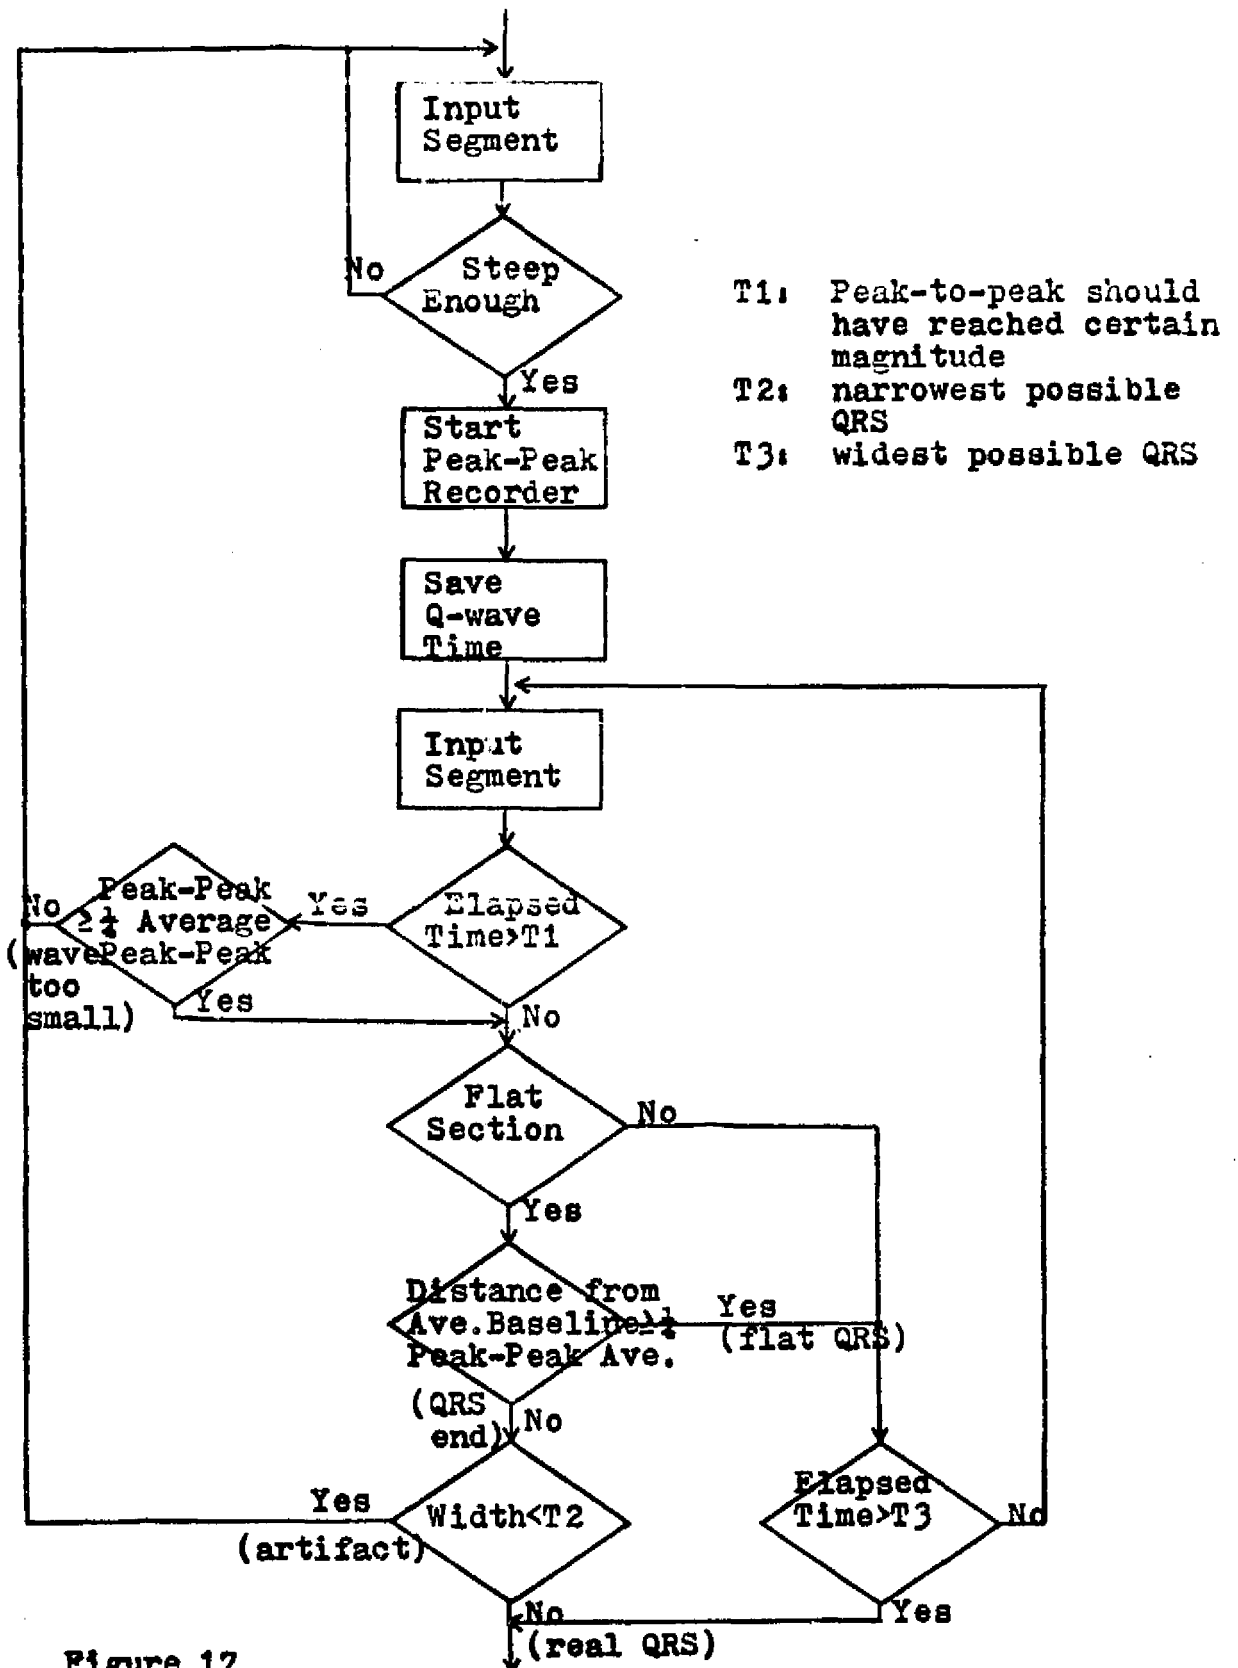 Input
Segment
Steep
Enough
No
Yes
T1: Peak-to-peak should
have reached certain
magnitude
T2: narrowest possible
QRS
T3: widest possible QRS
Start
Peak-Peak
Recorder
Save
Q-wave
Time
Input
Segment
Elapsed
Time>T1
Yes
Peak-Peak
≥¼ Average
Peak-Peak
No
(wave
too
small)
Yes
No
Flat
Section
No
Yes
Distance from
Ave.Baseline≥¼
Peak-Peak Ave.
Yes
(flat QRS)
(QRS
end)
No
Width<T2
Yes
(artifact)
Elapsed
Time>T3
No
Yes
No
(real QRS)
Figure 17